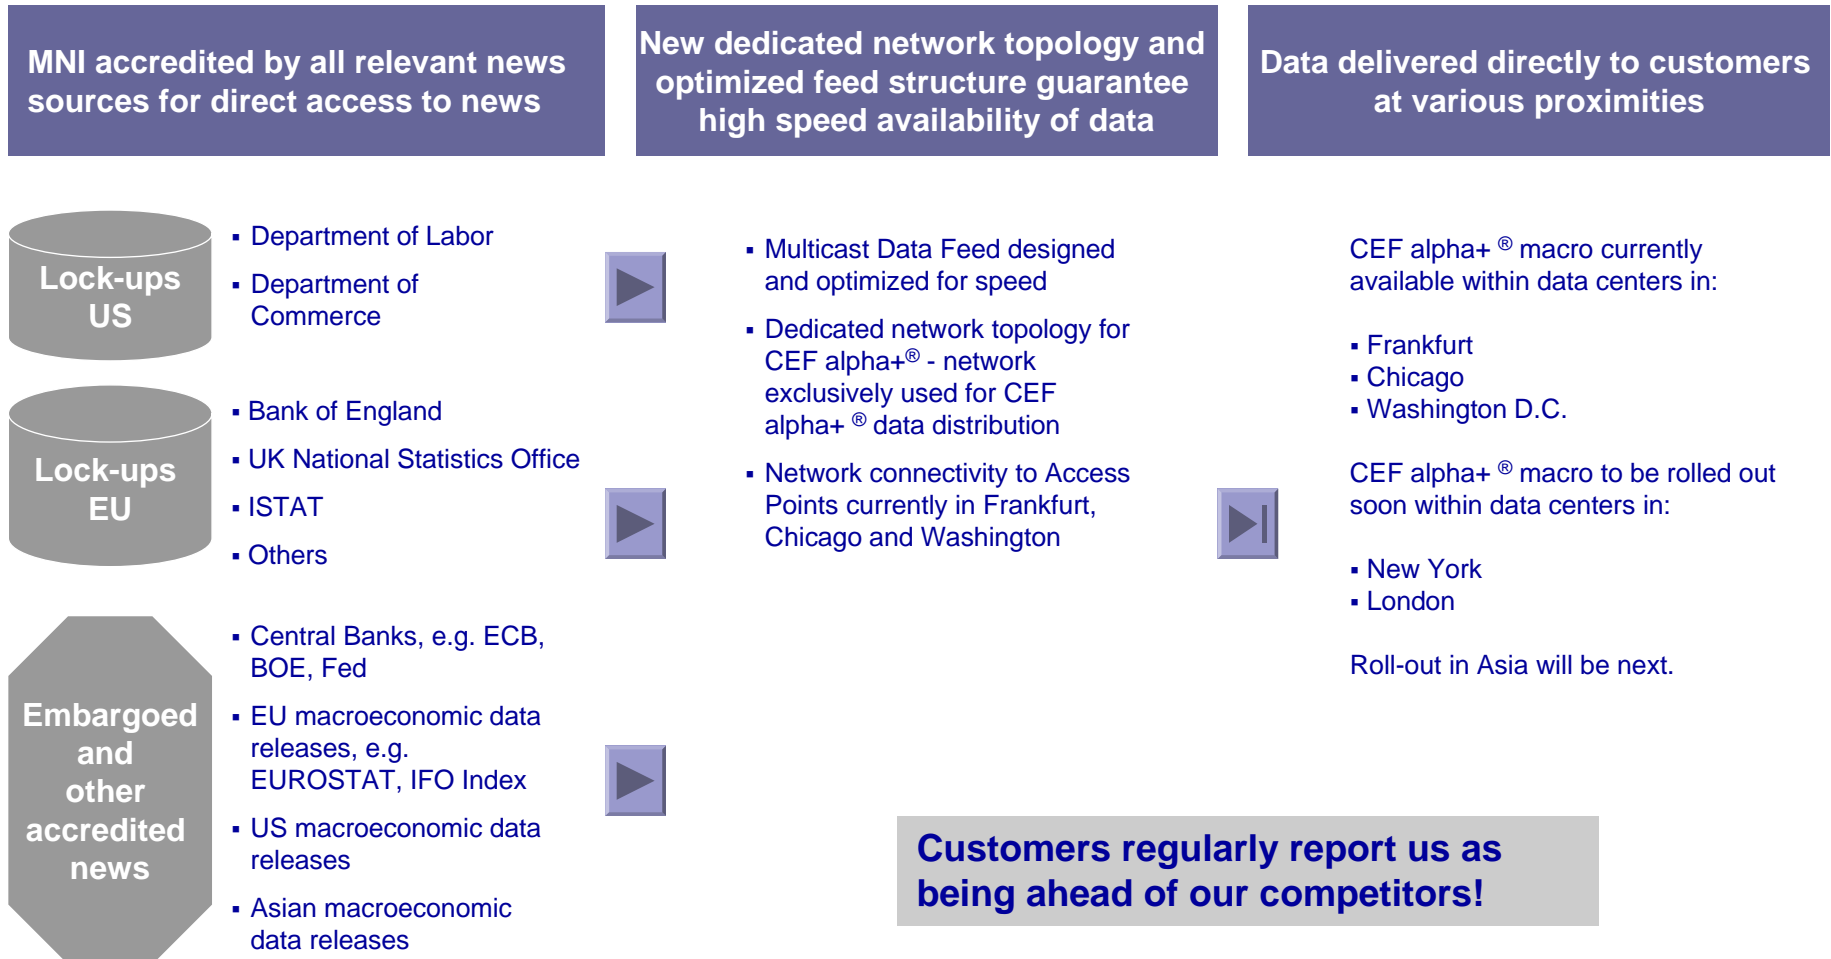 MNI accredited by all relevant news
sources for direct access to news
New dedicated network topology and
optimized feed structure guarantee
high speed availability of data
Data delivered directly to customers
at various proximities
Lock-ups
US
▪ Department of Labor
▪ Department of
Commerce
Lock-ups
EU
▪ Bank of England
▪ UK National Statistics Office
▪ ISTAT
▪ Others
Embargoed
and
other
accredited
news
▪ Central Banks, e.g. ECB,
BOE, Fed
▪ EU macroeconomic data
releases, e.g.
EUROSTAT, IFO Index
▪ US macroeconomic data
releases
▪ Asian macroeconomic
data releases
▪ Multicast Data Feed designed
and optimized for speed
▪ Dedicated network topology for
CEF alpha+® - network
exclusively used for CEF
alpha+ ® data distribution
▪ Network connectivity to Access
Points currently in Frankfurt,
Chicago and Washington
CEF alpha+ ® macro currently
available within data centers in:
▪ Frankfurt
▪ Chicago
▪ Washington D.C.
CEF alpha+ ® macro to be rolled out
soon within data centers in:
▪ New York
▪ London
Roll-out in Asia will be next.
Customers regularly report us as
being ahead of our competitors!